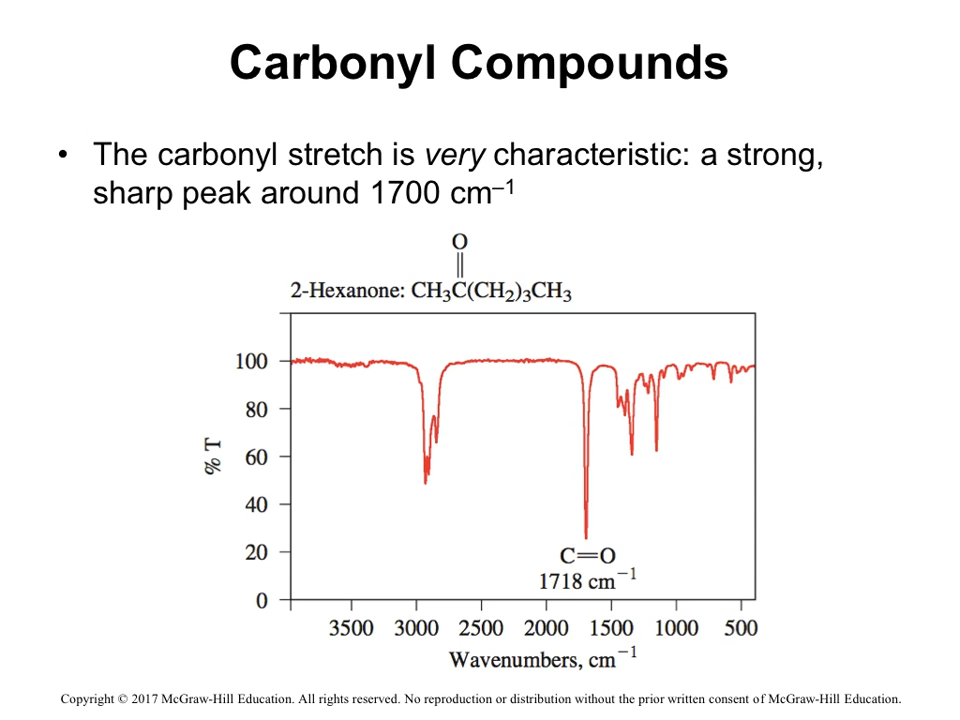 Carbonyl Compounds
• The carbonyl stretch is very characteristic: a strong,
sharp peak around 1700 cm⁻¹
O
2-Hexanone: CH₃C(CH₂)₃CH₃
100
80
60
40
20
0
% T
C=O
1718 cm⁻¹
3500 3000 2500 2000 1500 1000 500
Wavenumbers, cm⁻¹
Copyright © 2017 McGraw-Hill Education. All rights reserved. No reproduction or distribution without the prior written consent of McGraw-Hill Education.